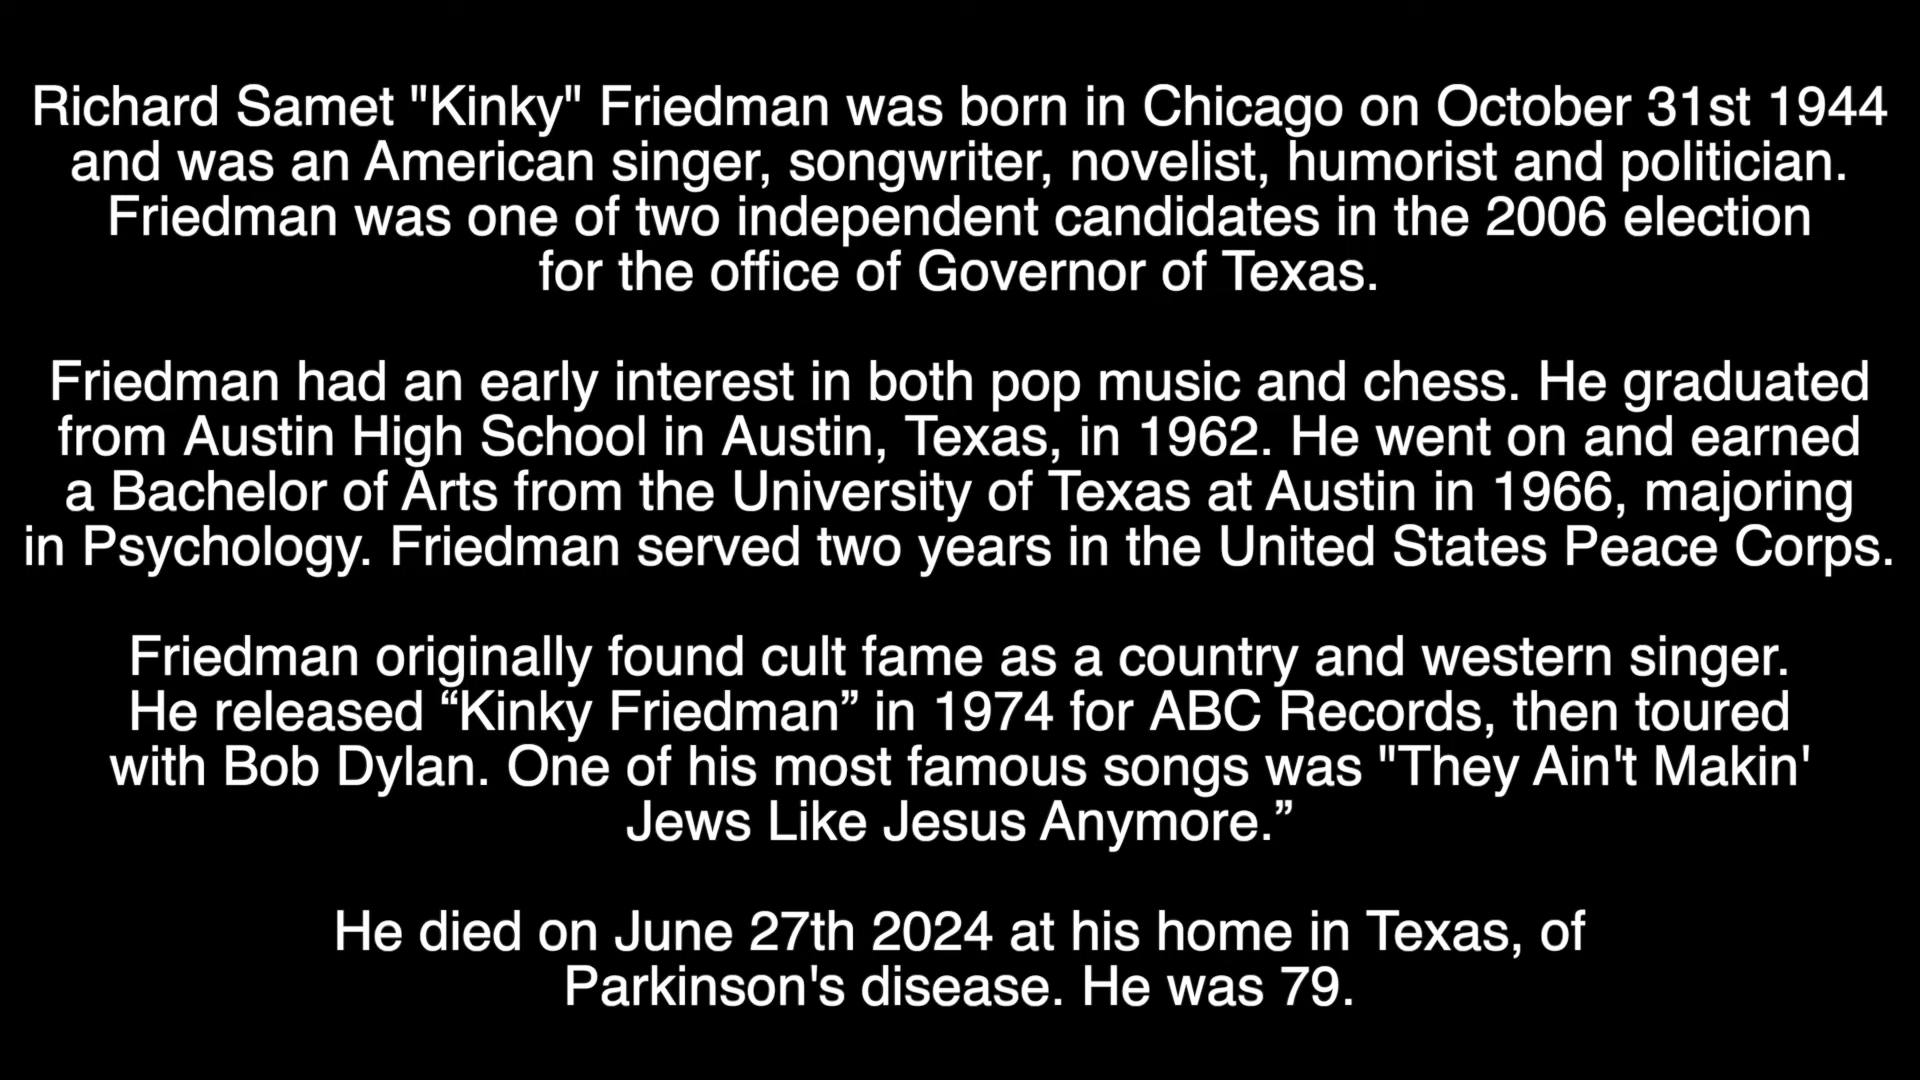 Richard Samet "Kinky" Friedman was born in Chicago on October 31st 1944
and was an American singer, songwriter, novelist, humorist and politician.
Friedman was one of two independent candidates in the 2006 election
for the office of Governor of Texas.
Friedman had an early interest in both pop music and chess. He graduated
from Austin High School in Austin, Texas, in 1962. He went on and earned
a Bachelor of Arts from the University of Texas at Austin in 1966, majoring
in Psychology. Friedman served two years in the United States Peace Corps.
Friedman originally found cult fame as a country and western singer.
He released “Kinky Friedman” in 1974 for ABC Records, then toured
with Bob Dylan. One of his most famous songs was "They Ain't Makin'
Jews Like Jesus Anymore.”
He died on June 27th 2024 at his home in Texas, of
Parkinson's disease. He was 79.